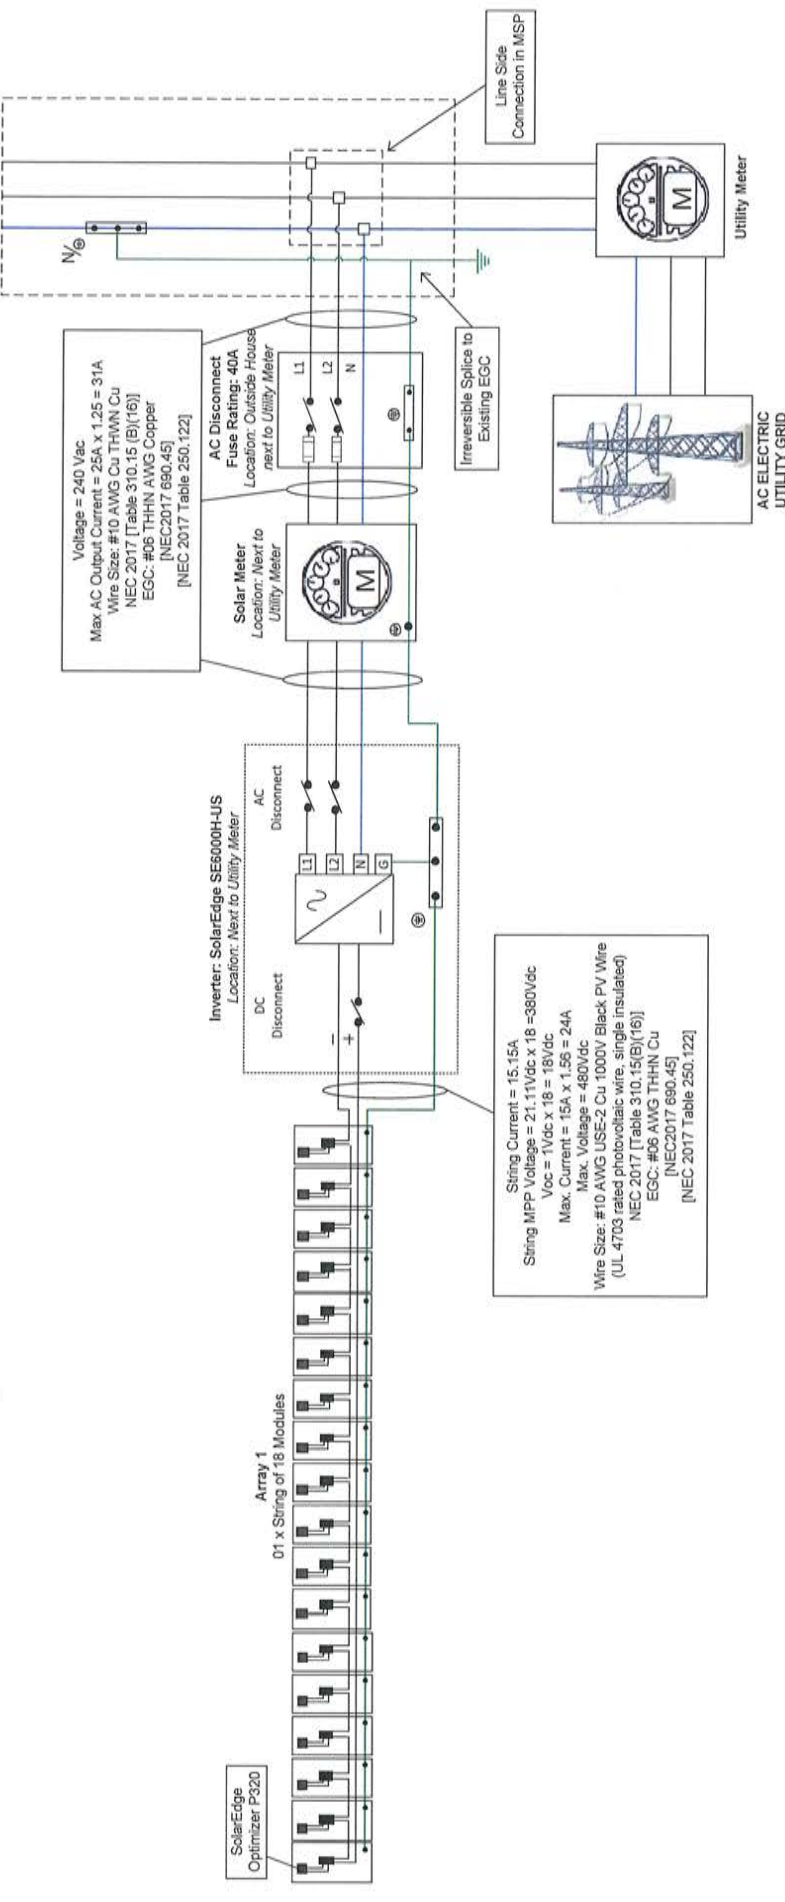 SolarEdge
Optimizer P320
Array 1
01 x String of 18 Modules
Inverter: SolarEdge SE6000H-US
Location: Next to Utility Meter
DC
Disconnect
AC
Disconnect
−
+
L1
L2
N
G
String Current = 15.15A
String MPP Voltage = 21.11Vdc x 18 =380Vdc
Voc = 1Vdc x 18 = 18Vdc
Max. Current = 15A x 1.56 = 24A
Max. Voltage = 480Vdc
Wire Size: #10 AWG USE-2 Cu 1000V Black PV Wire
(UL 4703 rated photovoltaic wire, single insulated)
NEC 2017 [Table 310.15(B)(16)]
EGC: #06 AWG THHN Cu
[NEC2017 690.45]
[NEC 2017 Table 250.122]
Voltage = 240 Vac
Max AC Output Current = 25A x 1.25 = 31A
Wire Size: #10 AWG Cu THWN Cu
NEC 2017 [Table 310.15 (B)(16)]
EGC: #06 THHN AWG Copper
[NEC2017 690.45]
[NEC 2017 Table 250.122]
Solar Meter
Location: Next to
Utility Meter
M
AC Disconnect
Fuse Rating: 40A
Location: Outside House
next to Utility Meter
L1
L2
N
N/⏚
Irreversible Splice to
Existing EGC
Line Side
Connection in MSP
M
Utility Meter
AC ELECTRIC
UTILITY GRID